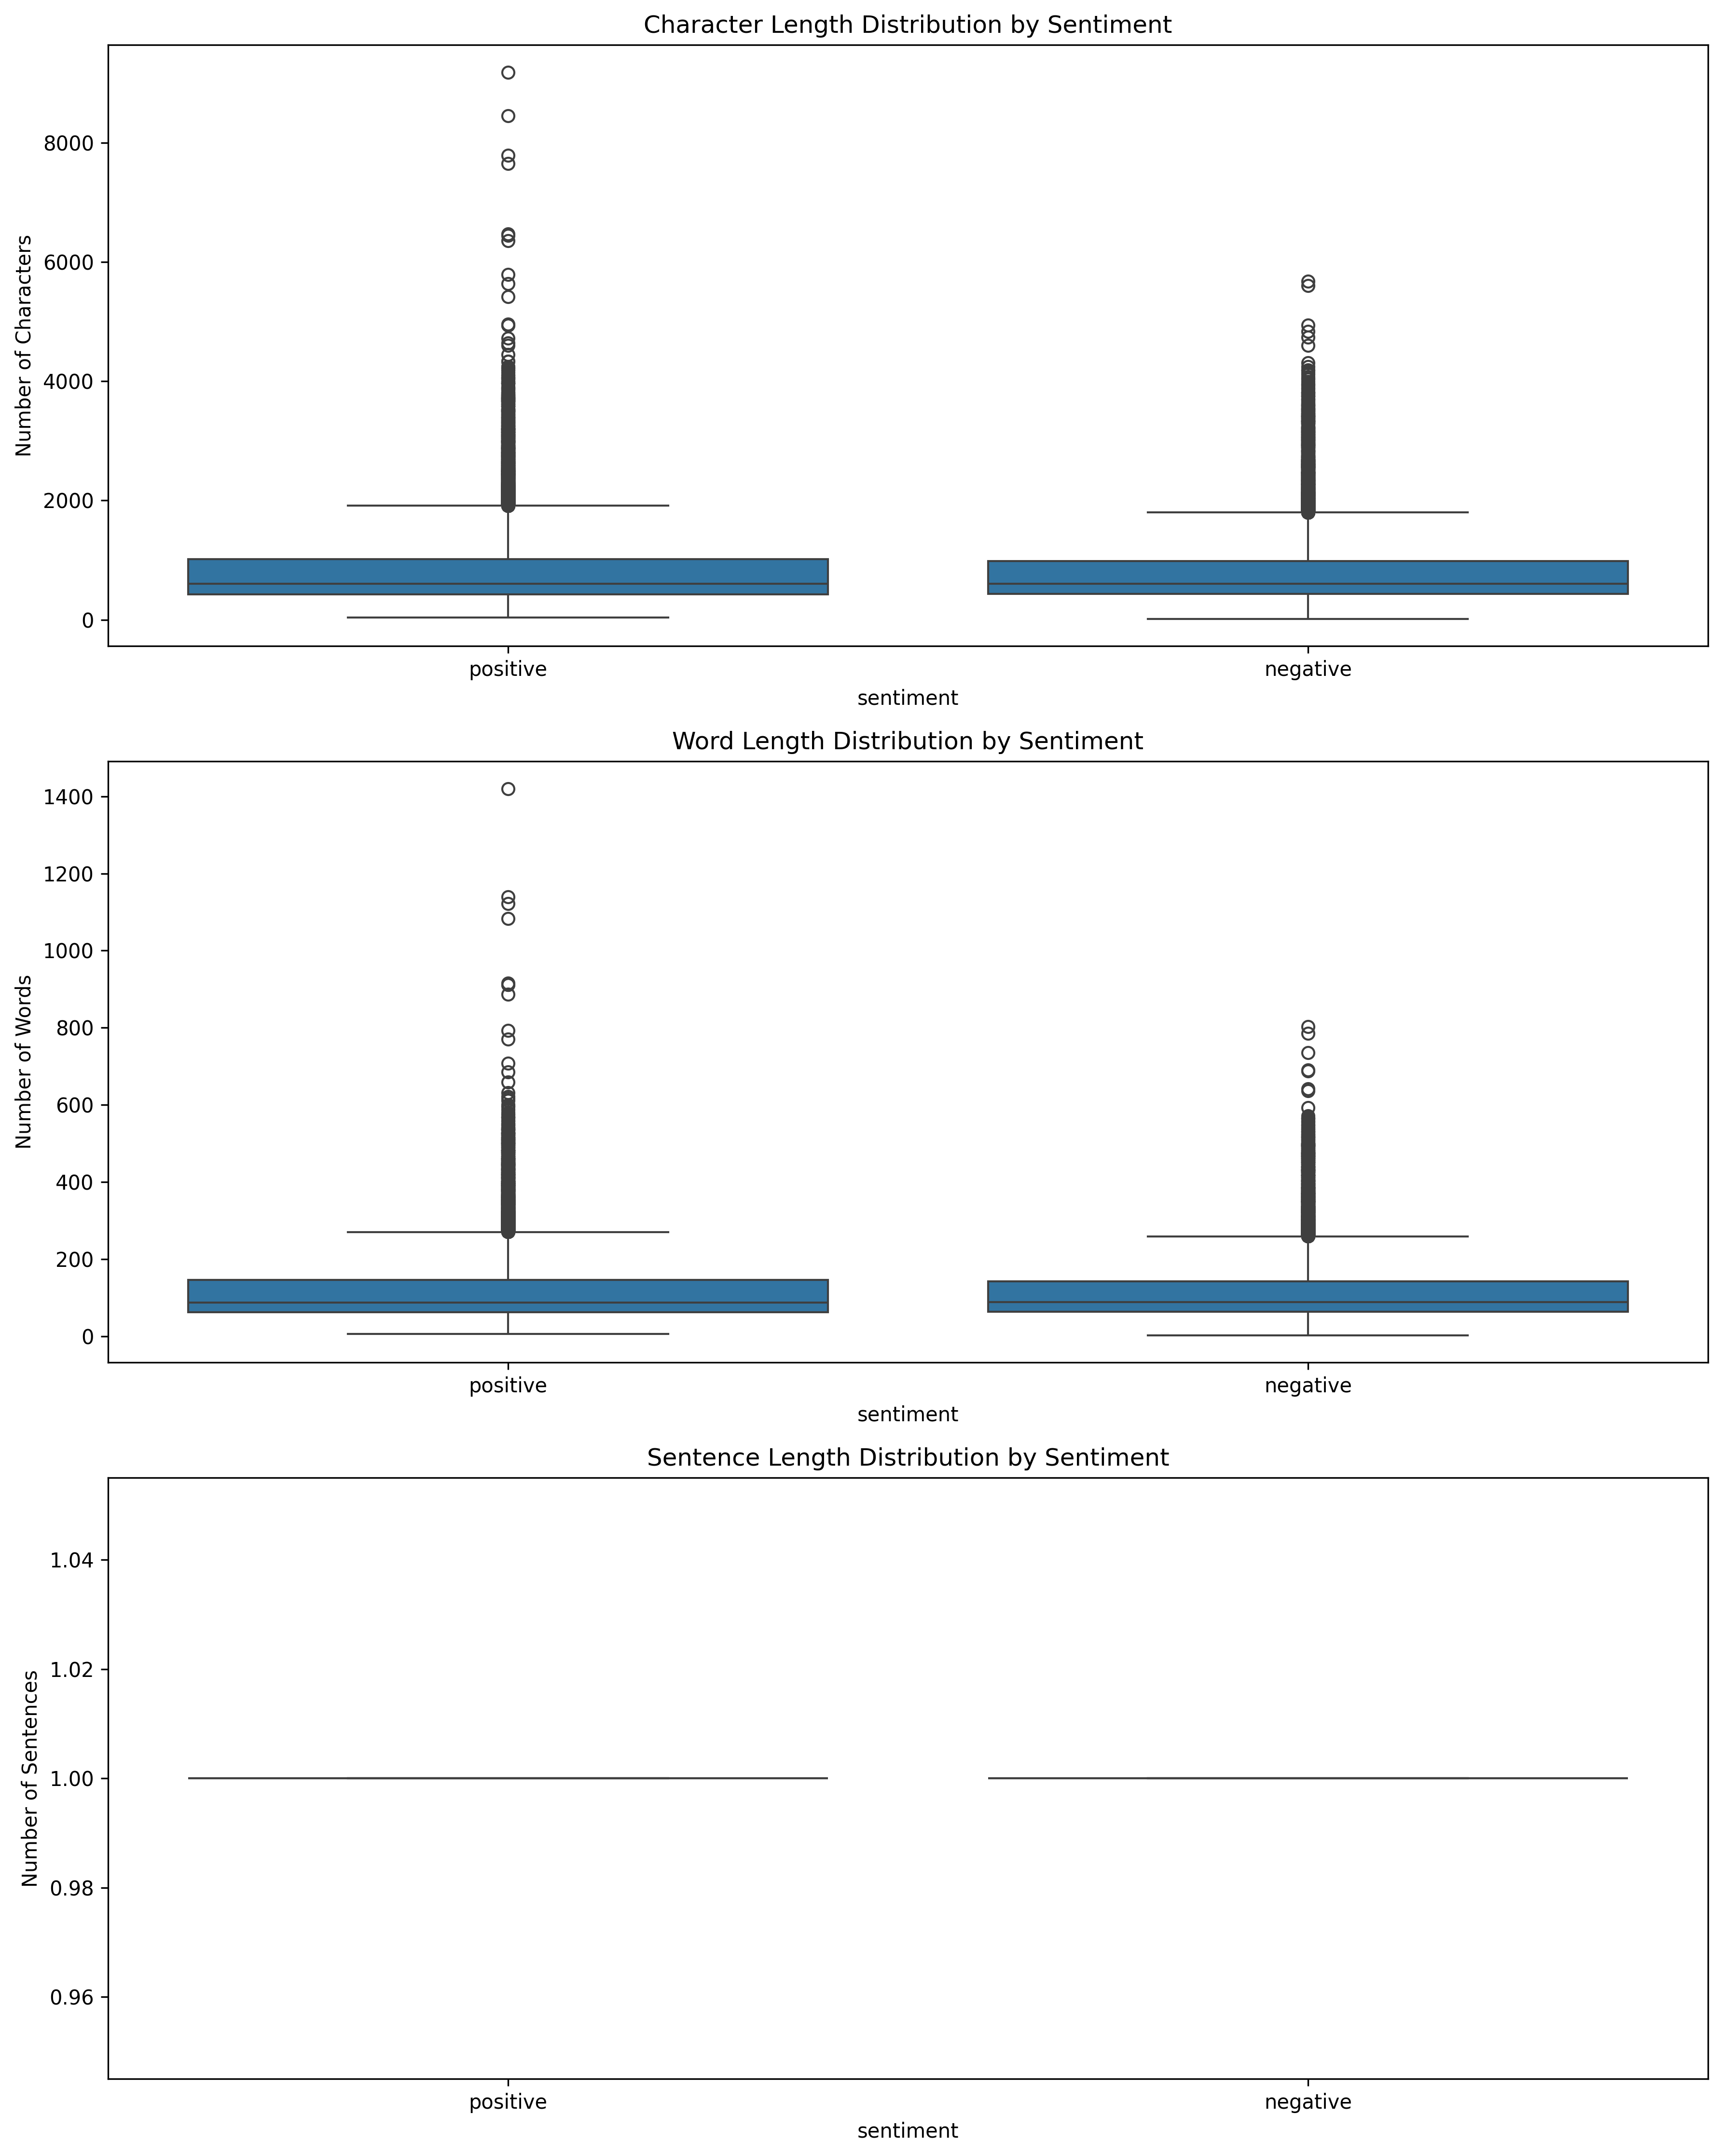 Character Length Distribution by Sentiment
Number of Characters
8000
6000
4000
2000
0
positive
negative
sentiment
Word Length Distribution by Sentiment
Number of Words
1400
1200
1000
800
600
400
200
0
positive
negative
sentiment
Sentence Length Distribution by Sentiment
Number of Sentences
1.04
1.02
1.00
0.98
0.96
positive
negative
sentiment